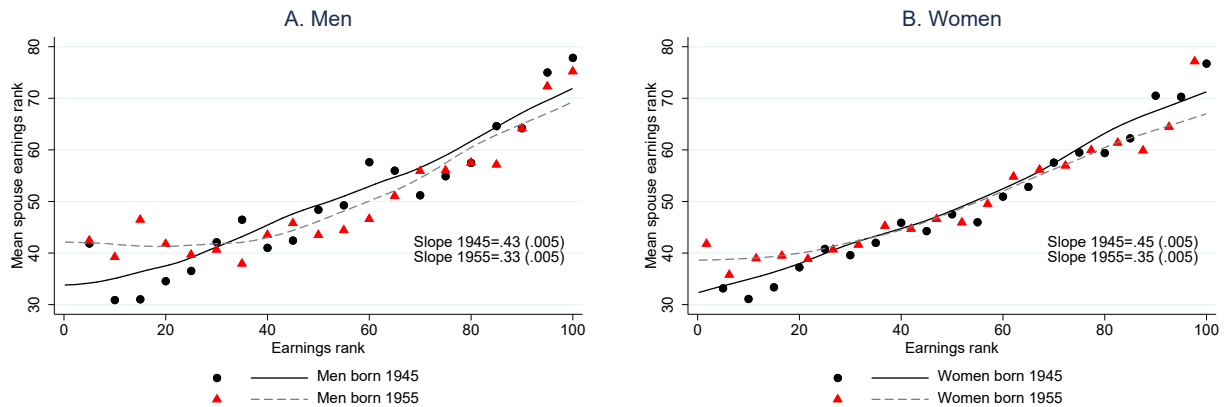 A. Men
Mean spouse earnings rank
80
70
60
50
40
30
Slope 1945=.43 (.005)
Slope 1955=.33 (.005)
0 20 40 60 80 100
Earnings rank
Men born 1945
Men born 1955
B. Women
Mean spouse earnings rank
80
70
60
50
40
30
Slope 1945=.45 (.005)
Slope 1955=.35 (.005)
0 20 40 60 80 100
Earnings rank
Women born 1945
Women born 1955